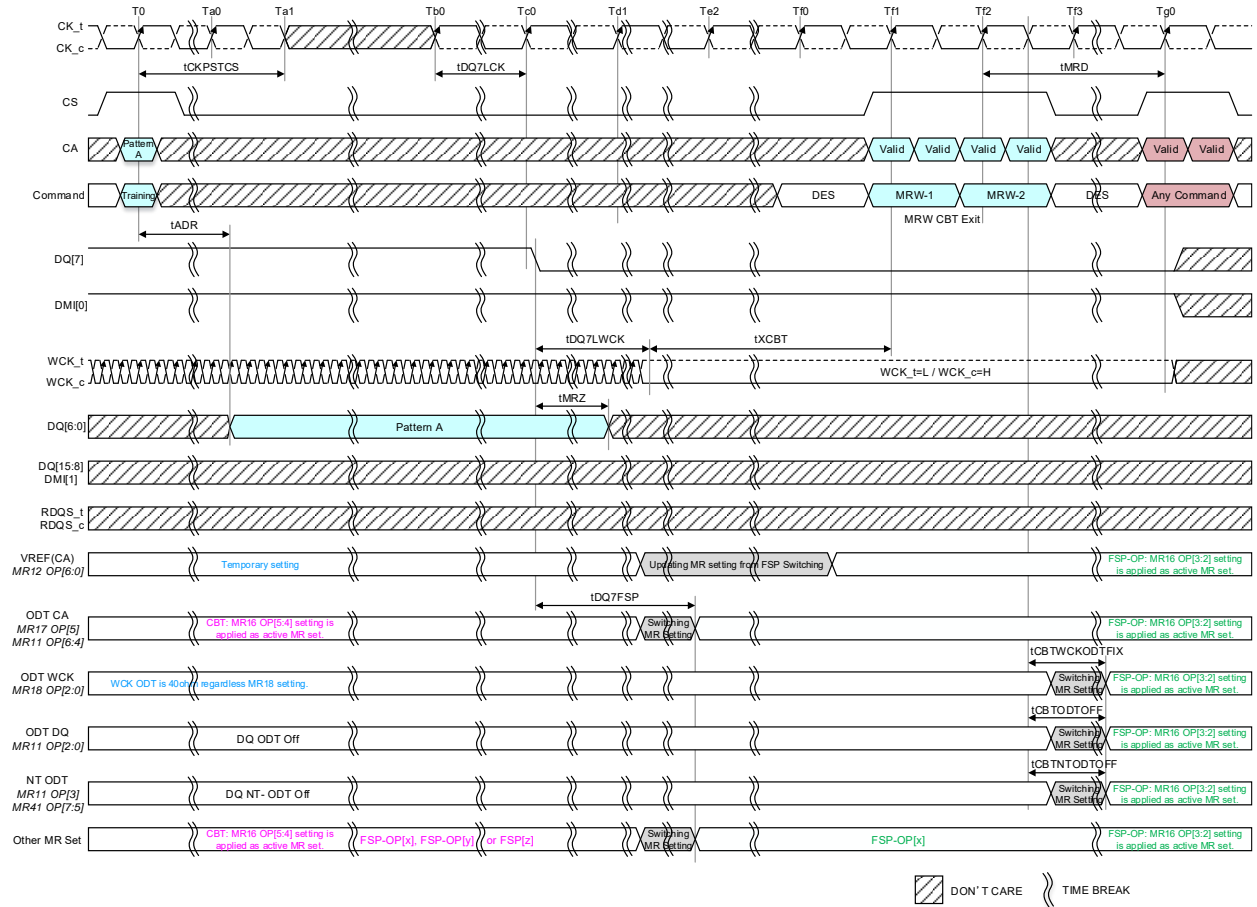 T0 Ta0 Ta1 Tb0 Tc0 Td1 Te2 Tf0 Tf1 Tf2 Tf3 Tg0
CK_t
CK_c
tCKPSTCS tDQ7LCK tMRD
CS
CA Pattern A Valid Valid Valid Valid Valid Valid
Command Training DES MRW-1 MRW-2 DES Any Command
MRW CBT Exit
tADR
DQ[7]
DMI[0]
tDQ7LWCK tXCBT
WCK_t
WCK_c
WCK_t=L / WCK_c=H
tMRZ
DQ[6:0] Pattern A
DQ[15:8]
DMI[1]
RDQS_t
RDQS_c
VREF(CA)
MR12 OP[6:0]
Temporary setting
Updating MR setting from FSP Switching
FSP-OP: MR16 OP[3:2] setting
is applied as active MR set.
tDQ7FSP
ODT CA
MR17 OP[5]
MR11 OP[6:4]
CBT: MR16 OP[5:4] setting is
applied as active MR set.
Switching
MR Setting
FSP-OP: MR16 OP[3:2] setting
is applied as active MR set.
tCBTWCKODTFIX
ODT WCK
MR18 OP[2:0]
WCK ODT is 40ohm regardless MR18 setting.
Switching
MR Setting
FSP-OP: MR16 OP[3:2] setting
is applied as active MR set.
tCBTODTOFF
ODT DQ
MR11 OP[2:0]
DQ ODT Off
Switching
MR Setting
FSP-OP: MR16 OP[3:2] setting
is applied as active MR set.
tCBTNTODTOFF
NT ODT
MR11 OP[3]
MR41 OP[7:5]
DQ NT- ODT Off
Switching
MR Setting
FSP-OP: MR16 OP[3:2] setting
is applied as active MR set.
Other MR Set
CBT: MR16 OP[5:4] setting is
applied as active MR set.
FSP-OP[x], FSP-OP[y] or FSP[z]
Switching
MR Setting
FSP-OP[x]
FSP-OP: MR16 OP[3:2] setting
is applied as active MR set.
DON'T CARE TIME BREAK